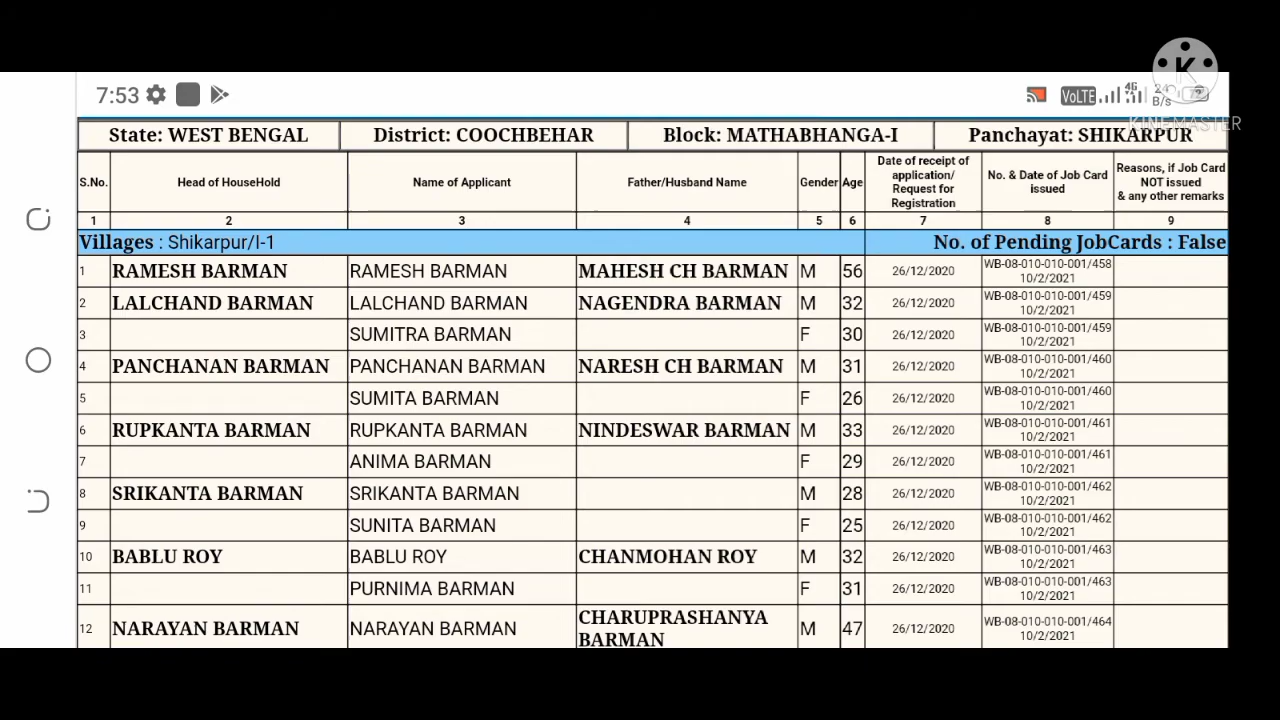 7:53
VoLTE 4G 24 B/s 72
KINEMASTER
State: WEST BENGAL District: COOCHBEHAR Block: MATHABHANGA-I Panchayat: SHIKARPUR
S.No. Head of HouseHold Name of Applicant Father/Husband Name Gender Age Date of receipt of application/ Request for Registration No. & Date of Job Card issued Reasons, if Job Card NOT issued & any other remarks
1 2 3 4 5 6 7 8 9
Villages : Shikarpur/I-1 No. of Pending JobCards : False
1 RAMESH BARMAN RAMESH BARMAN MAHESH CH BARMAN M 56 26/12/2020 WB-08-010-010-001/458 10/2/2021
2 LALCHAND BARMAN LALCHAND BARMAN NAGENDRA BARMAN M 32 26/12/2020 WB-08-010-010-001/459 10/2/2021
3 SUMITRA BARMAN F 30 26/12/2020 WB-08-010-010-001/459 10/2/2021
4 PANCHANAN BARMAN PANCHANAN BARMAN NARESH CH BARMAN M 31 26/12/2020 WB-08-010-010-001/460 10/2/2021
5 SUMITA BARMAN F 26 26/12/2020 WB-08-010-010-001/460 10/2/2021
6 RUPKANTA BARMAN RUPKANTA BARMAN NINDESWAR BARMAN M 33 26/12/2020 WB-08-010-010-001/461 10/2/2021
7 ANIMA BARMAN F 29 26/12/2020 WB-08-010-010-001/461 10/2/2021
8 SRIKANTA BARMAN SRIKANTA BARMAN M 28 26/12/2020 WB-08-010-010-001/462 10/2/2021
9 SUNITA BARMAN F 25 26/12/2020 WB-08-010-010-001/462 10/2/2021
10 BABLU ROY BABLU ROY CHANMOHAN ROY M 32 26/12/2020 WB-08-010-010-001/463 10/2/2021
11 PURNIMA BARMAN F 31 26/12/2020 WB-08-010-010-001/463 10/2/2021
12 NARAYAN BARMAN NARAYAN BARMAN CHARUPRASHANYA BARMAN M 47 26/12/2020 WB-08-010-010-001/464 10/2/2021